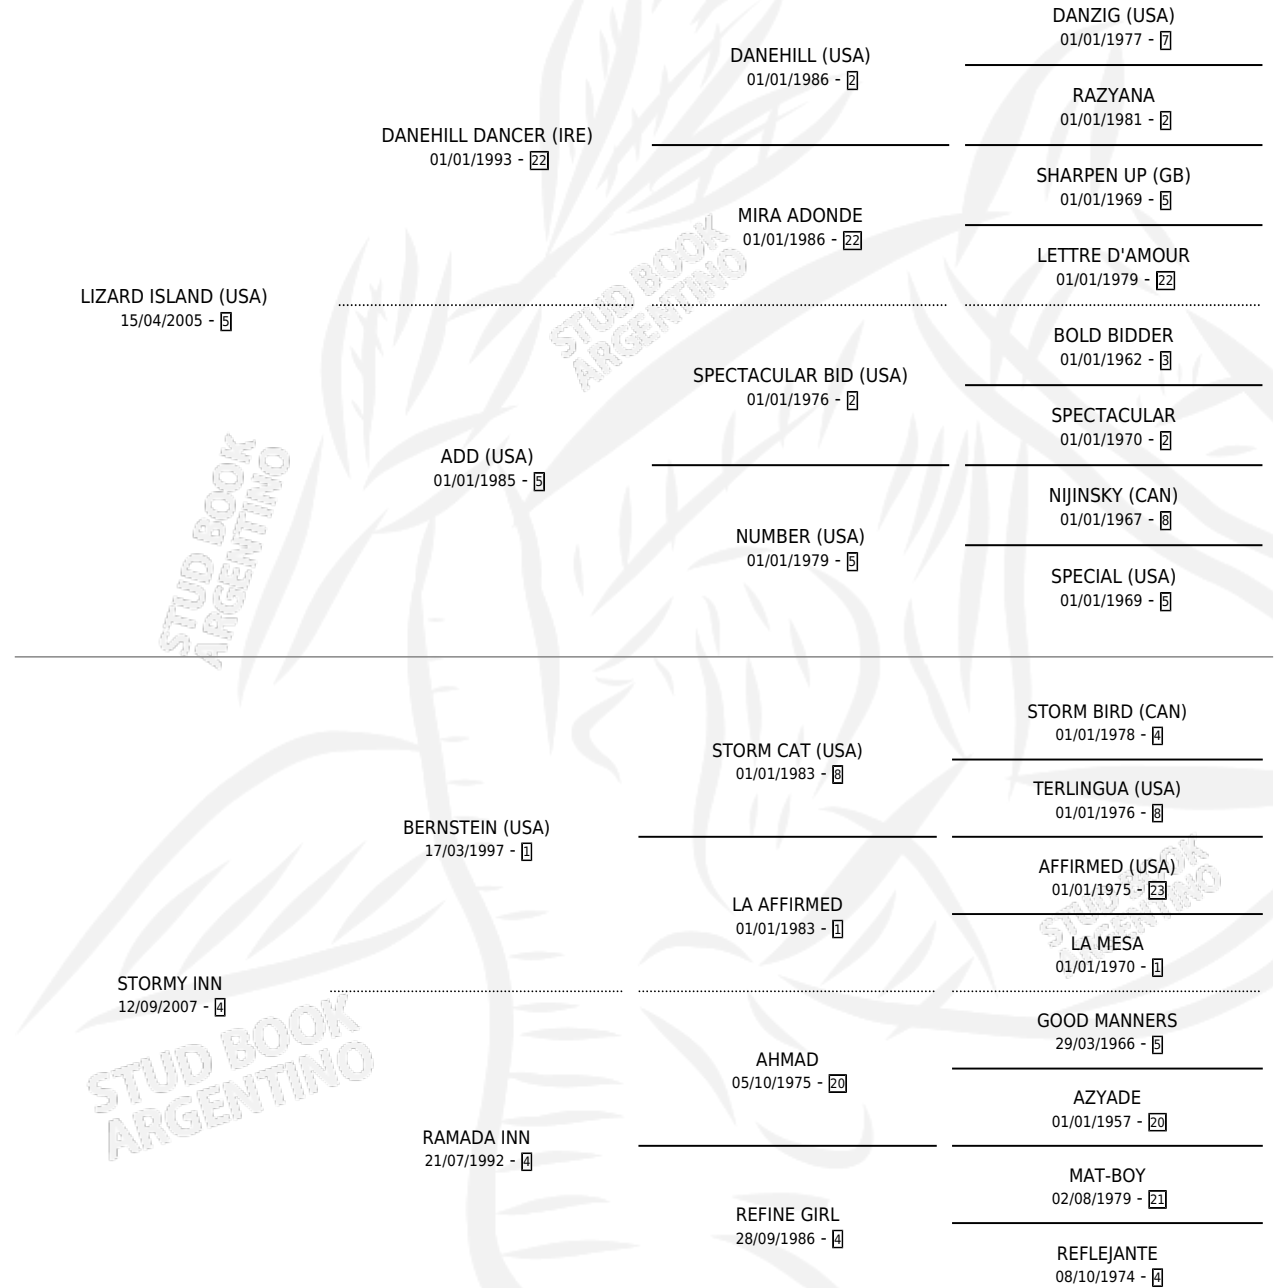 DANZIG (USA)
01/01/1977 - 7
DANEHILL (USA)
01/01/1986 - 2
RAZYANA
01/01/1981 - 2
DANEHILL DANCER (IRE)
01/01/1993 - 22
SHARPEN UP (GB)
01/01/1969 - 5
MIRA ADONDE
01/01/1986 - 22
LETTRE D'AMOUR
01/01/1979 - 22
LIZARD ISLAND (USA)
15/04/2005 - 5
BOLD BIDDER
01/01/1962 - 3
SPECTACULAR BID (USA)
01/01/1976 - 2
SPECTACULAR
01/01/1970 - 2
ADD (USA)
01/01/1985 - 5
NIJINSKY (CAN)
01/01/1967 - 8
NUMBER (USA)
01/01/1979 - 5
SPECIAL (USA)
01/01/1969 - 5
STORM BIRD (CAN)
01/01/1978 - 4
STORM CAT (USA)
01/01/1983 - 8
TERLINGUA (USA)
01/01/1976 - 8
BERNSTEIN (USA)
17/03/1997 - 1
AFFIRMED (USA)
01/01/1975 - 23
LA AFFIRMED
01/01/1983 - 1
LA MESA
01/01/1970 - 1
STORMY INN
12/09/2007 - 4
GOOD MANNERS
29/03/1966 - 5
AHMAD
05/10/1975 - 20
AZYADE
01/01/1957 - 20
RAMADA INN
21/07/1992 - 4
MAT-BOY
02/08/1979 - 21
REFINE GIRL
28/09/1986 - 4
REFLEJANTE
08/10/1974 - 4
STUD BOOK
ARGENTINO
STUD BOOK
ARGENTINO
STUD BOOK
ARGENTINO
STUD BOOK
ARGENTINO